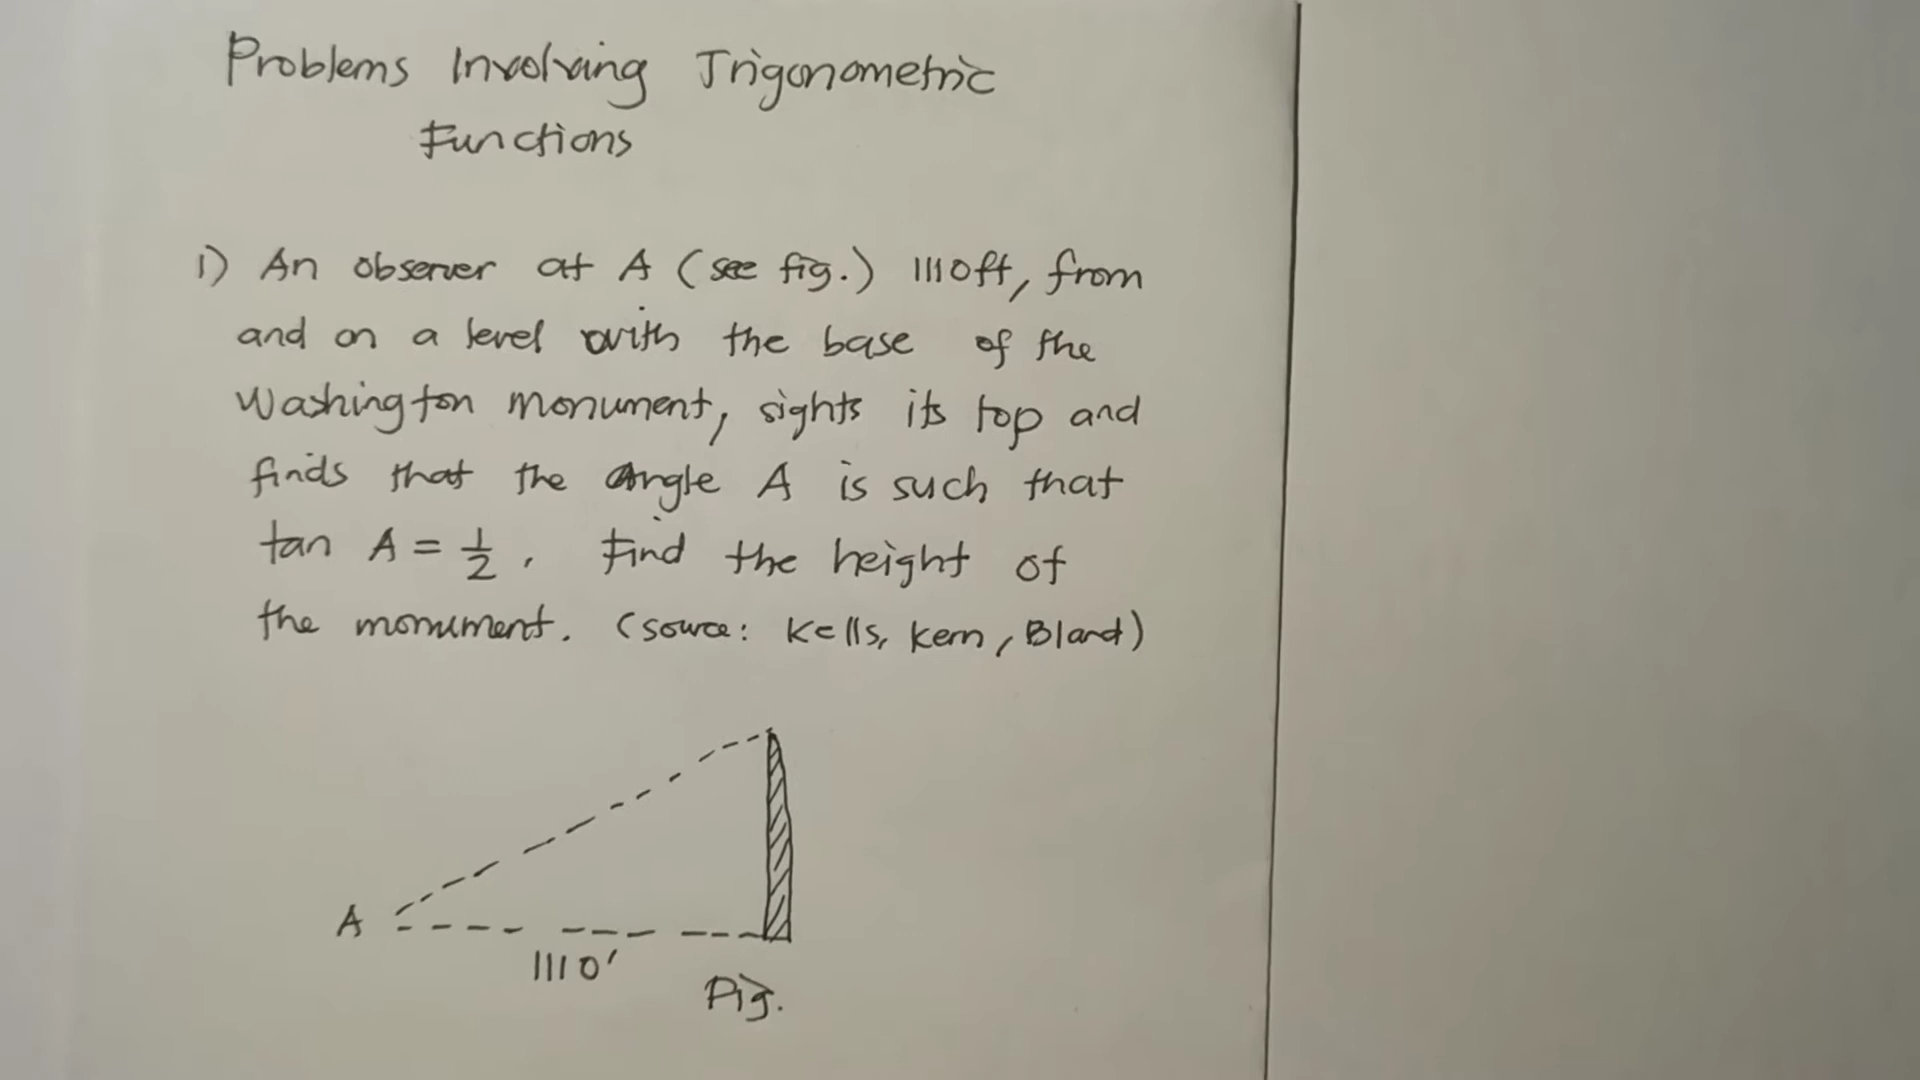 Problems Involving Trigonometric
Functions
1) An observer at A (see fig.) 1110ft, from
and on a level with the base of the
Washington monument, sights its top and
finds that the Angle A is such that
tan A = 1/2. Find the height of
the monument. (source: Kells, Kern, Bland)
A
1110'
Fig.